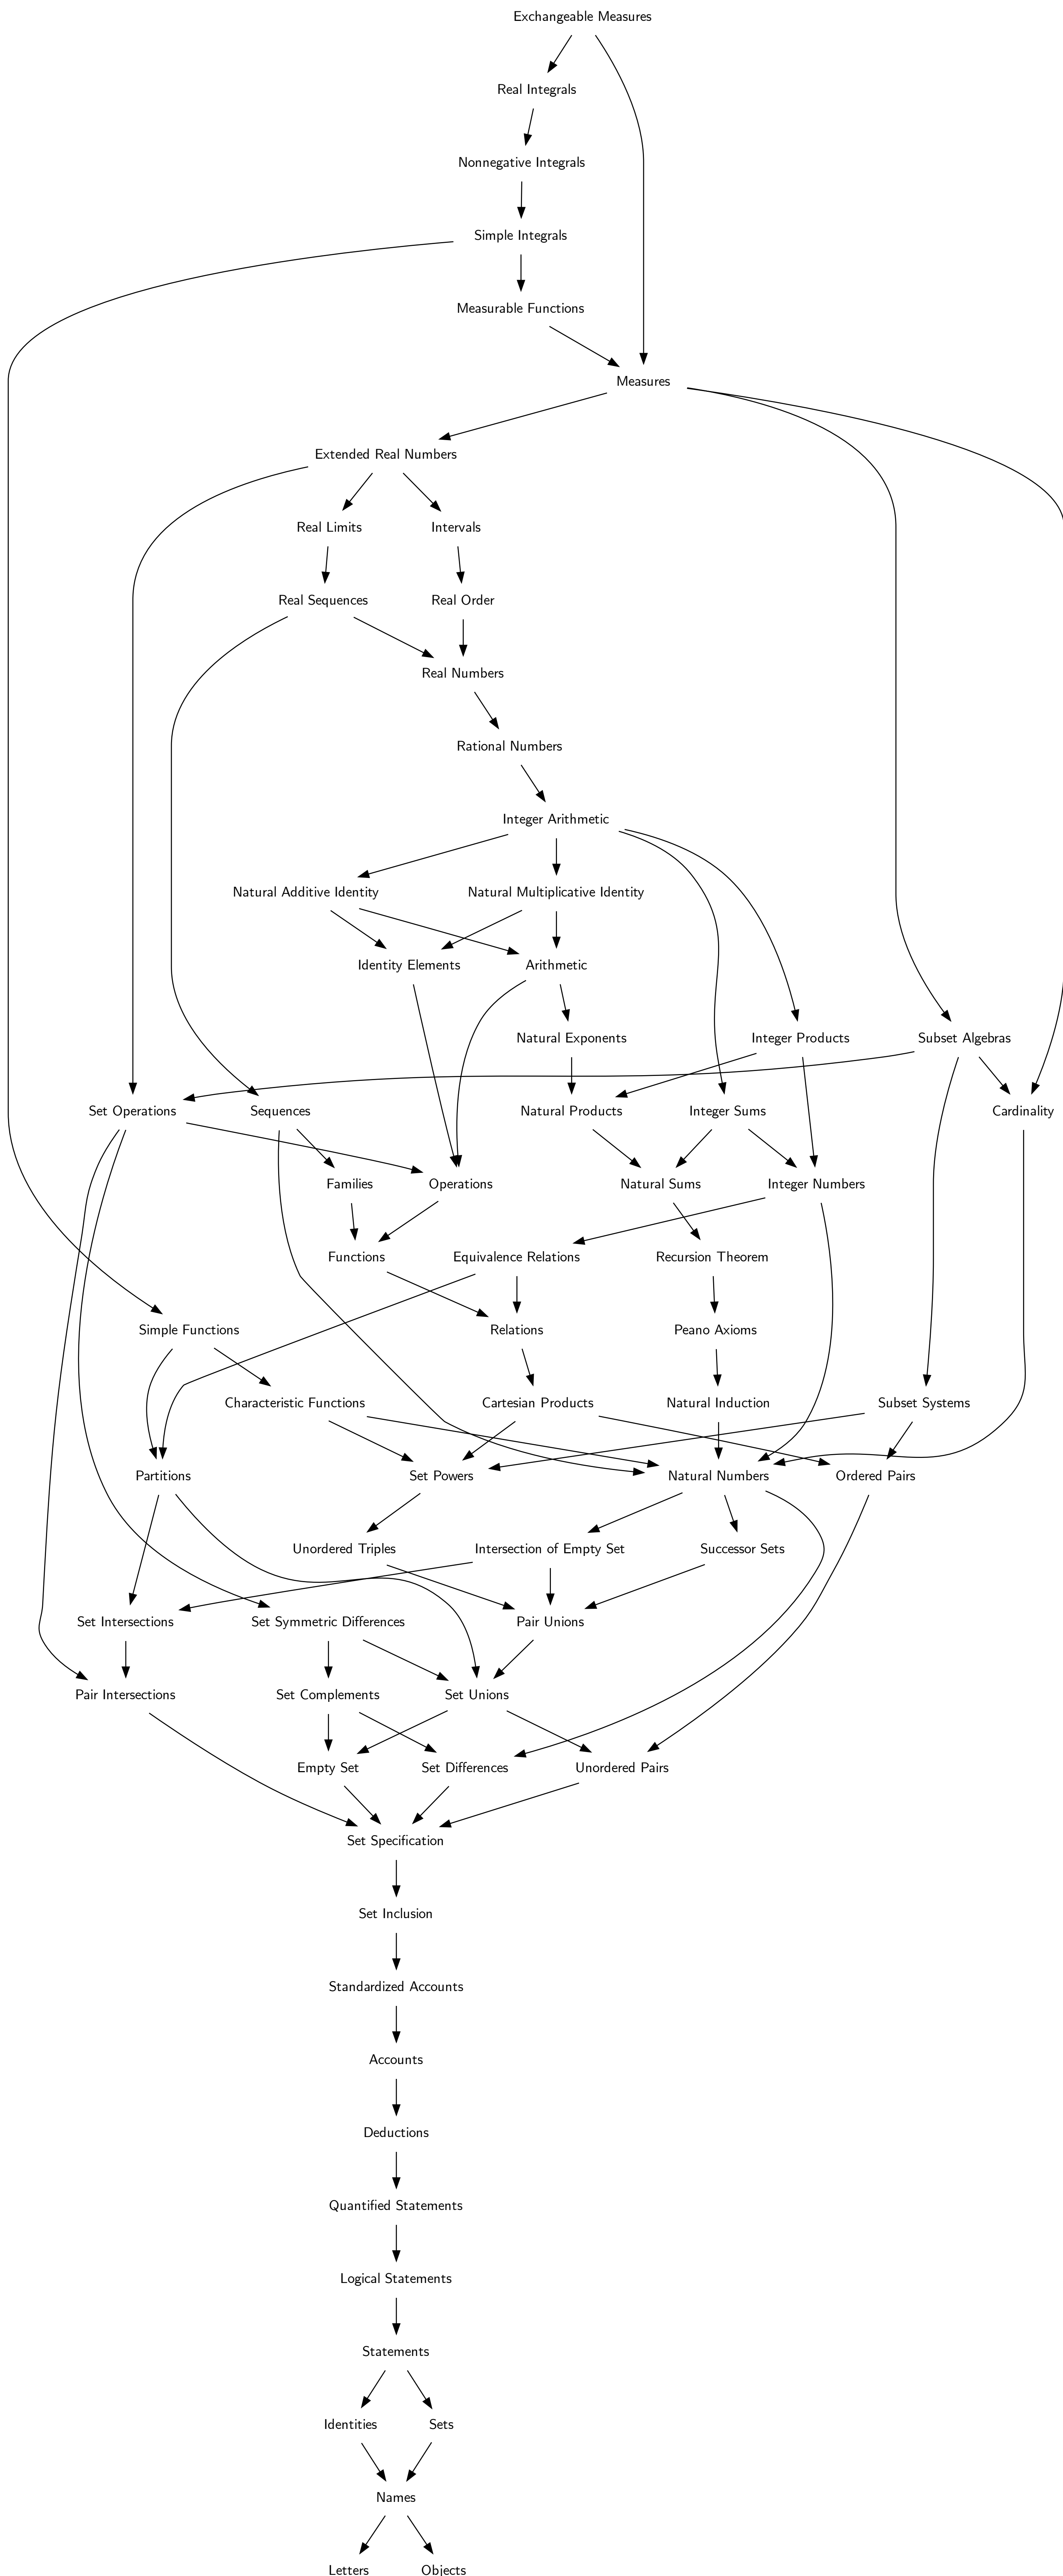 Exchangeable Measures
Real Integrals
Nonnegative Integrals
Simple Integrals
Measurable Functions
Measures
Extended Real Numbers
Real Limits
Intervals
Real Sequences
Real Order
Real Numbers
Rational Numbers
Integer Arithmetic
Natural Additive Identity
Natural Multiplicative Identity
Identity Elements
Arithmetic
Natural Exponents
Integer Products
Subset Algebras
Set Operations
Sequences
Natural Products
Integer Sums
Cardinality
Families
Operations
Natural Sums
Integer Numbers
Functions
Equivalence Relations
Recursion Theorem
Simple Functions
Relations
Peano Axioms
Characteristic Functions
Cartesian Products
Natural Induction
Subset Systems
Partitions
Set Powers
Natural Numbers
Ordered Pairs
Unordered Triples
Intersection of Empty Set
Successor Sets
Set Intersections
Set Symmetric Differences
Pair Unions
Pair Intersections
Set Complements
Set Unions
Empty Set
Set Differences
Unordered Pairs
Set Specification
Set Inclusion
Standardized Accounts
Accounts
Deductions
Quantified Statements
Logical Statements
Statements
Identities
Sets
Names
Letters
Objects